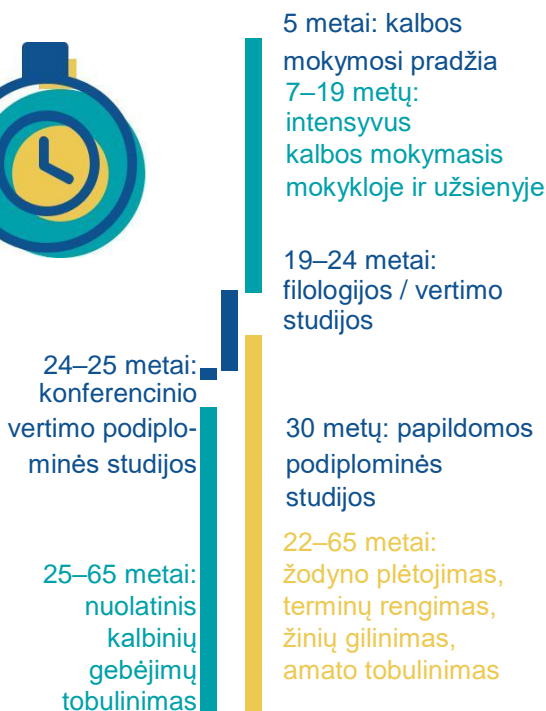 5 metai: kalbos
mokymosi pradžia
7–19 metų:
intensyvus
kalbos mokymasis
mokykloje ir užsienyje
19–24 metai:
filologijos / vertimo
studijos
24–25 metai:
konferencinio
vertimo podiplo-
minės studijos
30 metų: papildomos
podiplominės
studijos
22–65 metai:
žodyno plėtojimas,
terminų rengimas,
žinių gilinimas,
amato tobulinimas
25–65 metai:
nuolatinis
kalbinių
gebėjimų
tobulinimas